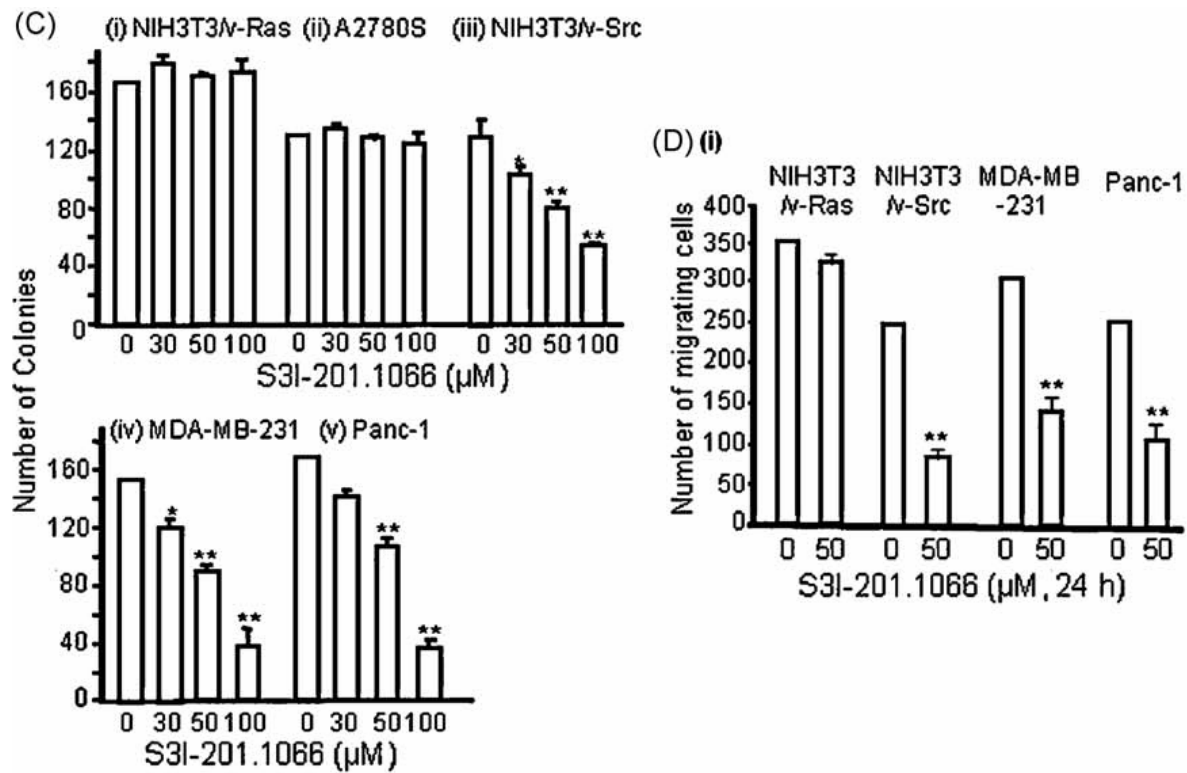 (C)
(i) NIH3T3/v-Ras (ii) A2780S (iii) NIH3T3/v-Src
160
120
80
40
0
* ** **
0 30 50 100 0 30 50 100 0 30 50 100
S3I-201.1066 (µM)
Number of Colonies
(iv) MDA-MB-231 (v) Panc-1
160
120
80
40
0
* ** ** ** **
0 30 50 100 0 30 50 100
S3I-201.1066 (µM)
(D) (i)
NIH3T3 NIH3T3 MDA-MB Panc-1
/v-Ras /v-Src -231
400
350
300
250
200
150
100
50
0
Number of migrating cells
** ** **
0 50 0 50 0 50 0 50
S3I-201.1066 (µM, 24 h)